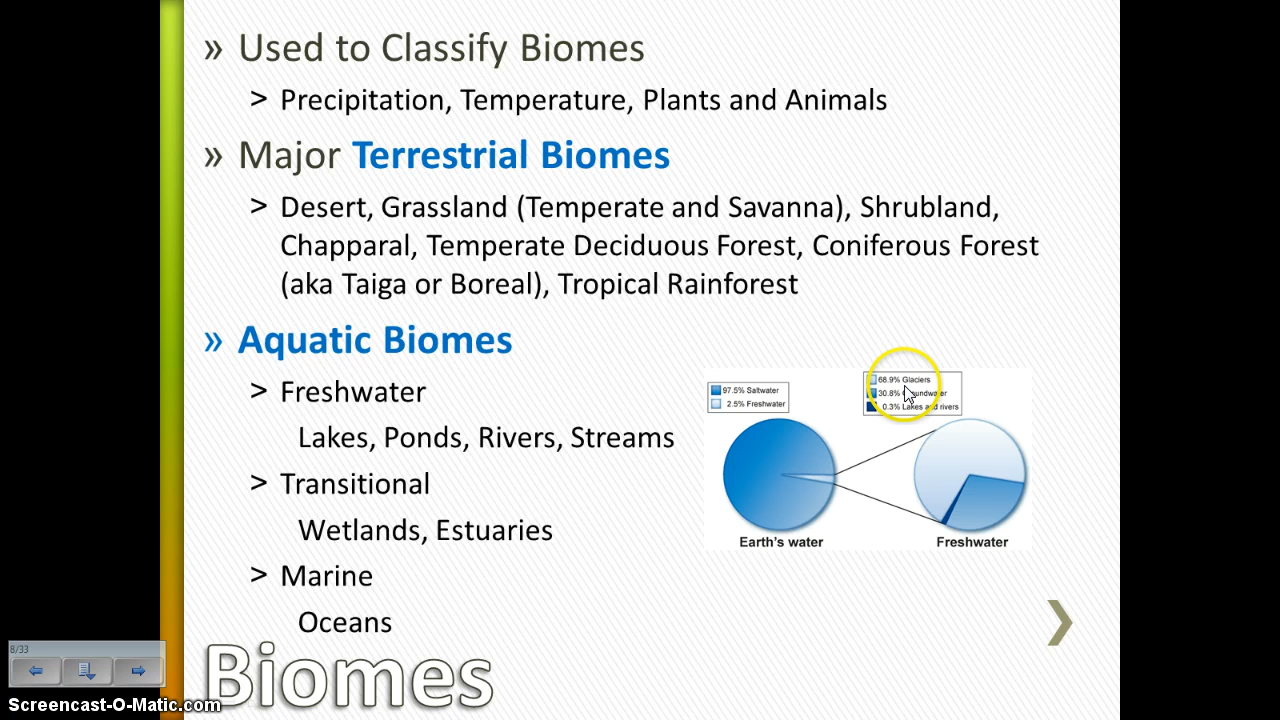 » Used to Classify Biomes
> Precipitation, Temperature, Plants and Animals
» Major Terrestrial Biomes
> Desert, Grassland (Temperate and Savanna), Shrubland,
Chapparal, Temperate Deciduous Forest, Coniferous Forest
(aka Taiga or Boreal), Tropical Rainforest
» Aquatic Biomes
> Freshwater
Lakes, Ponds, Rivers, Streams
> Transitional
Wetlands, Estuaries
> Marine
Oceans
97.5% Saltwater
2.5% Freshwater
68.9% Glaciers
30.8% Groundwater
0.3% Lakes and rivers
Earth's water
Freshwater
Biomes
8/33
Screencast-O-Matic.com